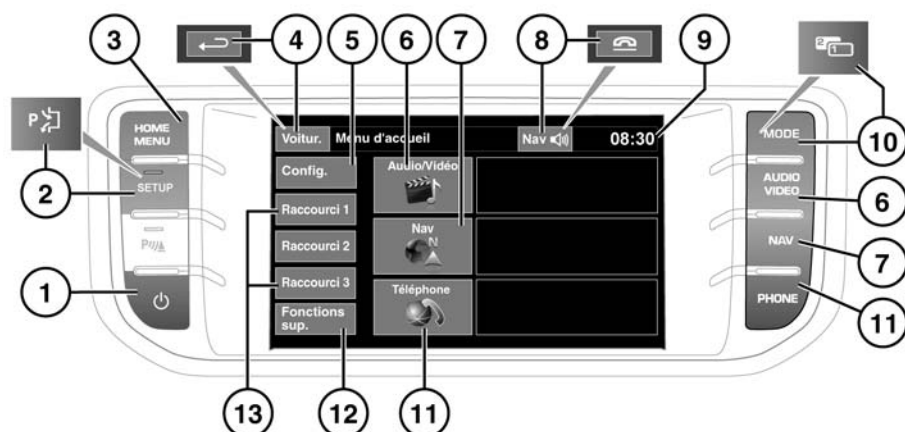 3
4
5
6
7
8
9
2
1
10
HOME
MENU
Voitur.
Menu d'accueil
Nav
08:30
MODE
P
2
SETUP
Config.
Audio/Vidéo
AUDIO
VIDEO
6
Raccourci 1
Nav
N
P
Raccourci 2
NAV
7
1
Raccourci 3
Téléphone
PHONE
Fonctions
sup.
11
13
12
11